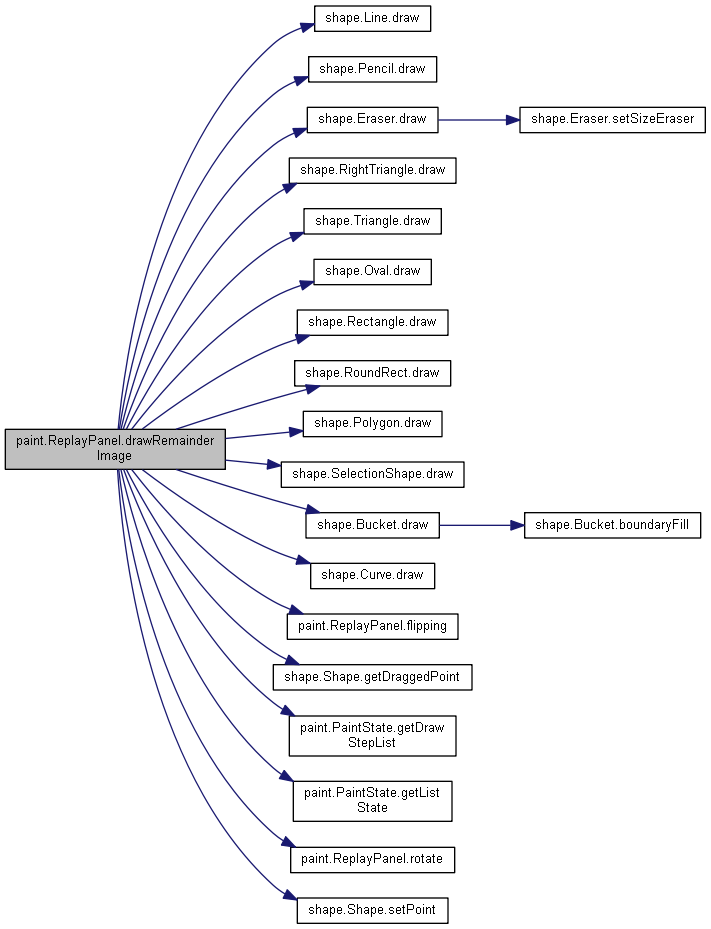 shape.Line.draw
shape.Pencil.draw
shape.Eraser.draw
shape.Eraser.setSizeEraser
shape.RightTriangle.draw
shape.Triangle.draw
shape.Oval.draw
shape.Rectangle.draw
shape.RoundRect.draw
shape.Polygon.draw
paint.ReplayPanel.drawRemainder
Image
shape.SelectionShape.draw
shape.Bucket.draw
shape.Bucket.boundaryFill
shape.Curve.draw
paint.ReplayPanel.flipping
shape.Shape.getDraggedPoint
paint.PaintState.getDraw
StepList
paint.PaintState.getList
State
paint.ReplayPanel.rotate
shape.Shape.setPoint